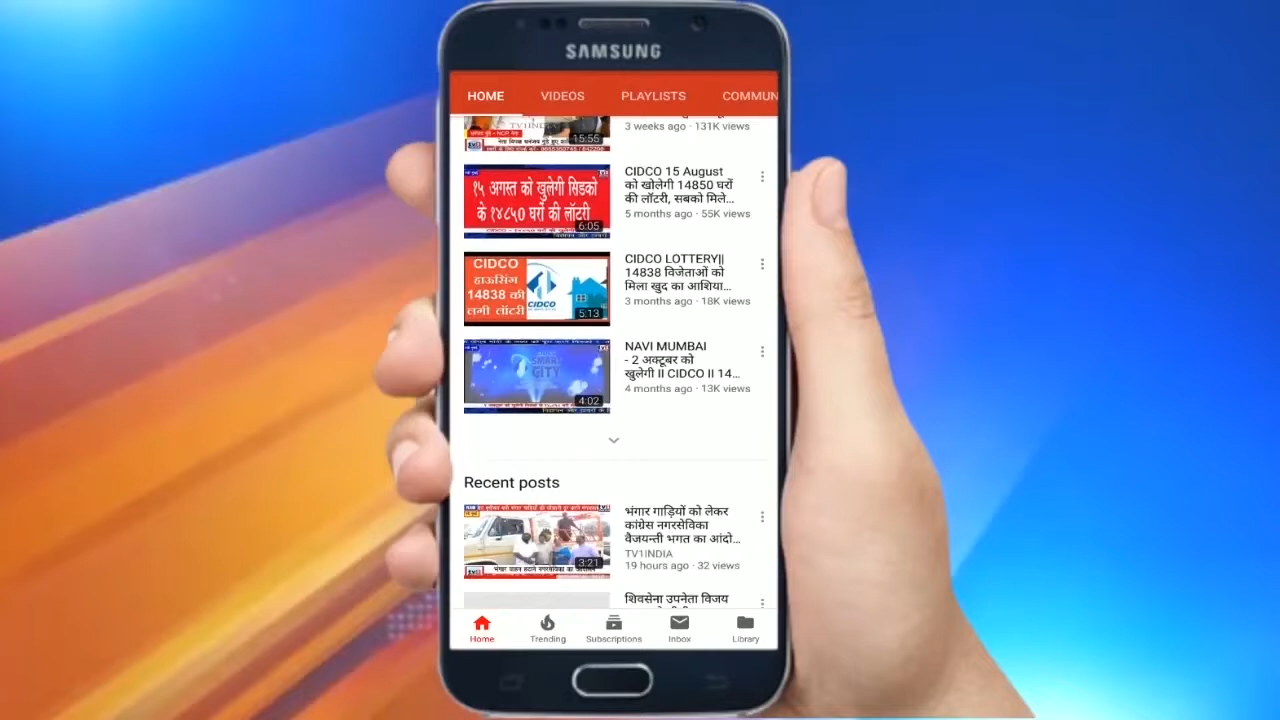 SAMSUNG
HOME VIDEOS PLAYLISTS COMMUN
TV1INDIA
15:55
3 weeks ago · 131K views
१५ अगस्त को खुलेगी सिडको
के १४८५० घरों की लॉटरी
6:05
CIDCO 15 August
को खोलेगी 14850 घरों
की लॉटरी, सबको मिले...
5 months ago · 55K views
CIDCO
हाऊसिंग
14838 की
लगी लॉटरी
CIDCO
5:13
CIDCO LOTTERY||
14838 विजेताओं को
मिला खुद का आशिया...
3 months ago · 18K views
SMART
CITY
4:02
NAVI MUMBAI
- 2 अक्टूबर को
खुलेगी II CIDCO II 14...
4 months ago · 13K views
Recent posts
3:21
भंगार गाड़ियों को लेकर
कांग्रेस नगरसेविका
वैजयन्ती भगत का आंदो...
TV1INDIA
19 hours ago · 32 views
शिवसेना उपनेता विजय
Home Trending Subscriptions Inbox Library